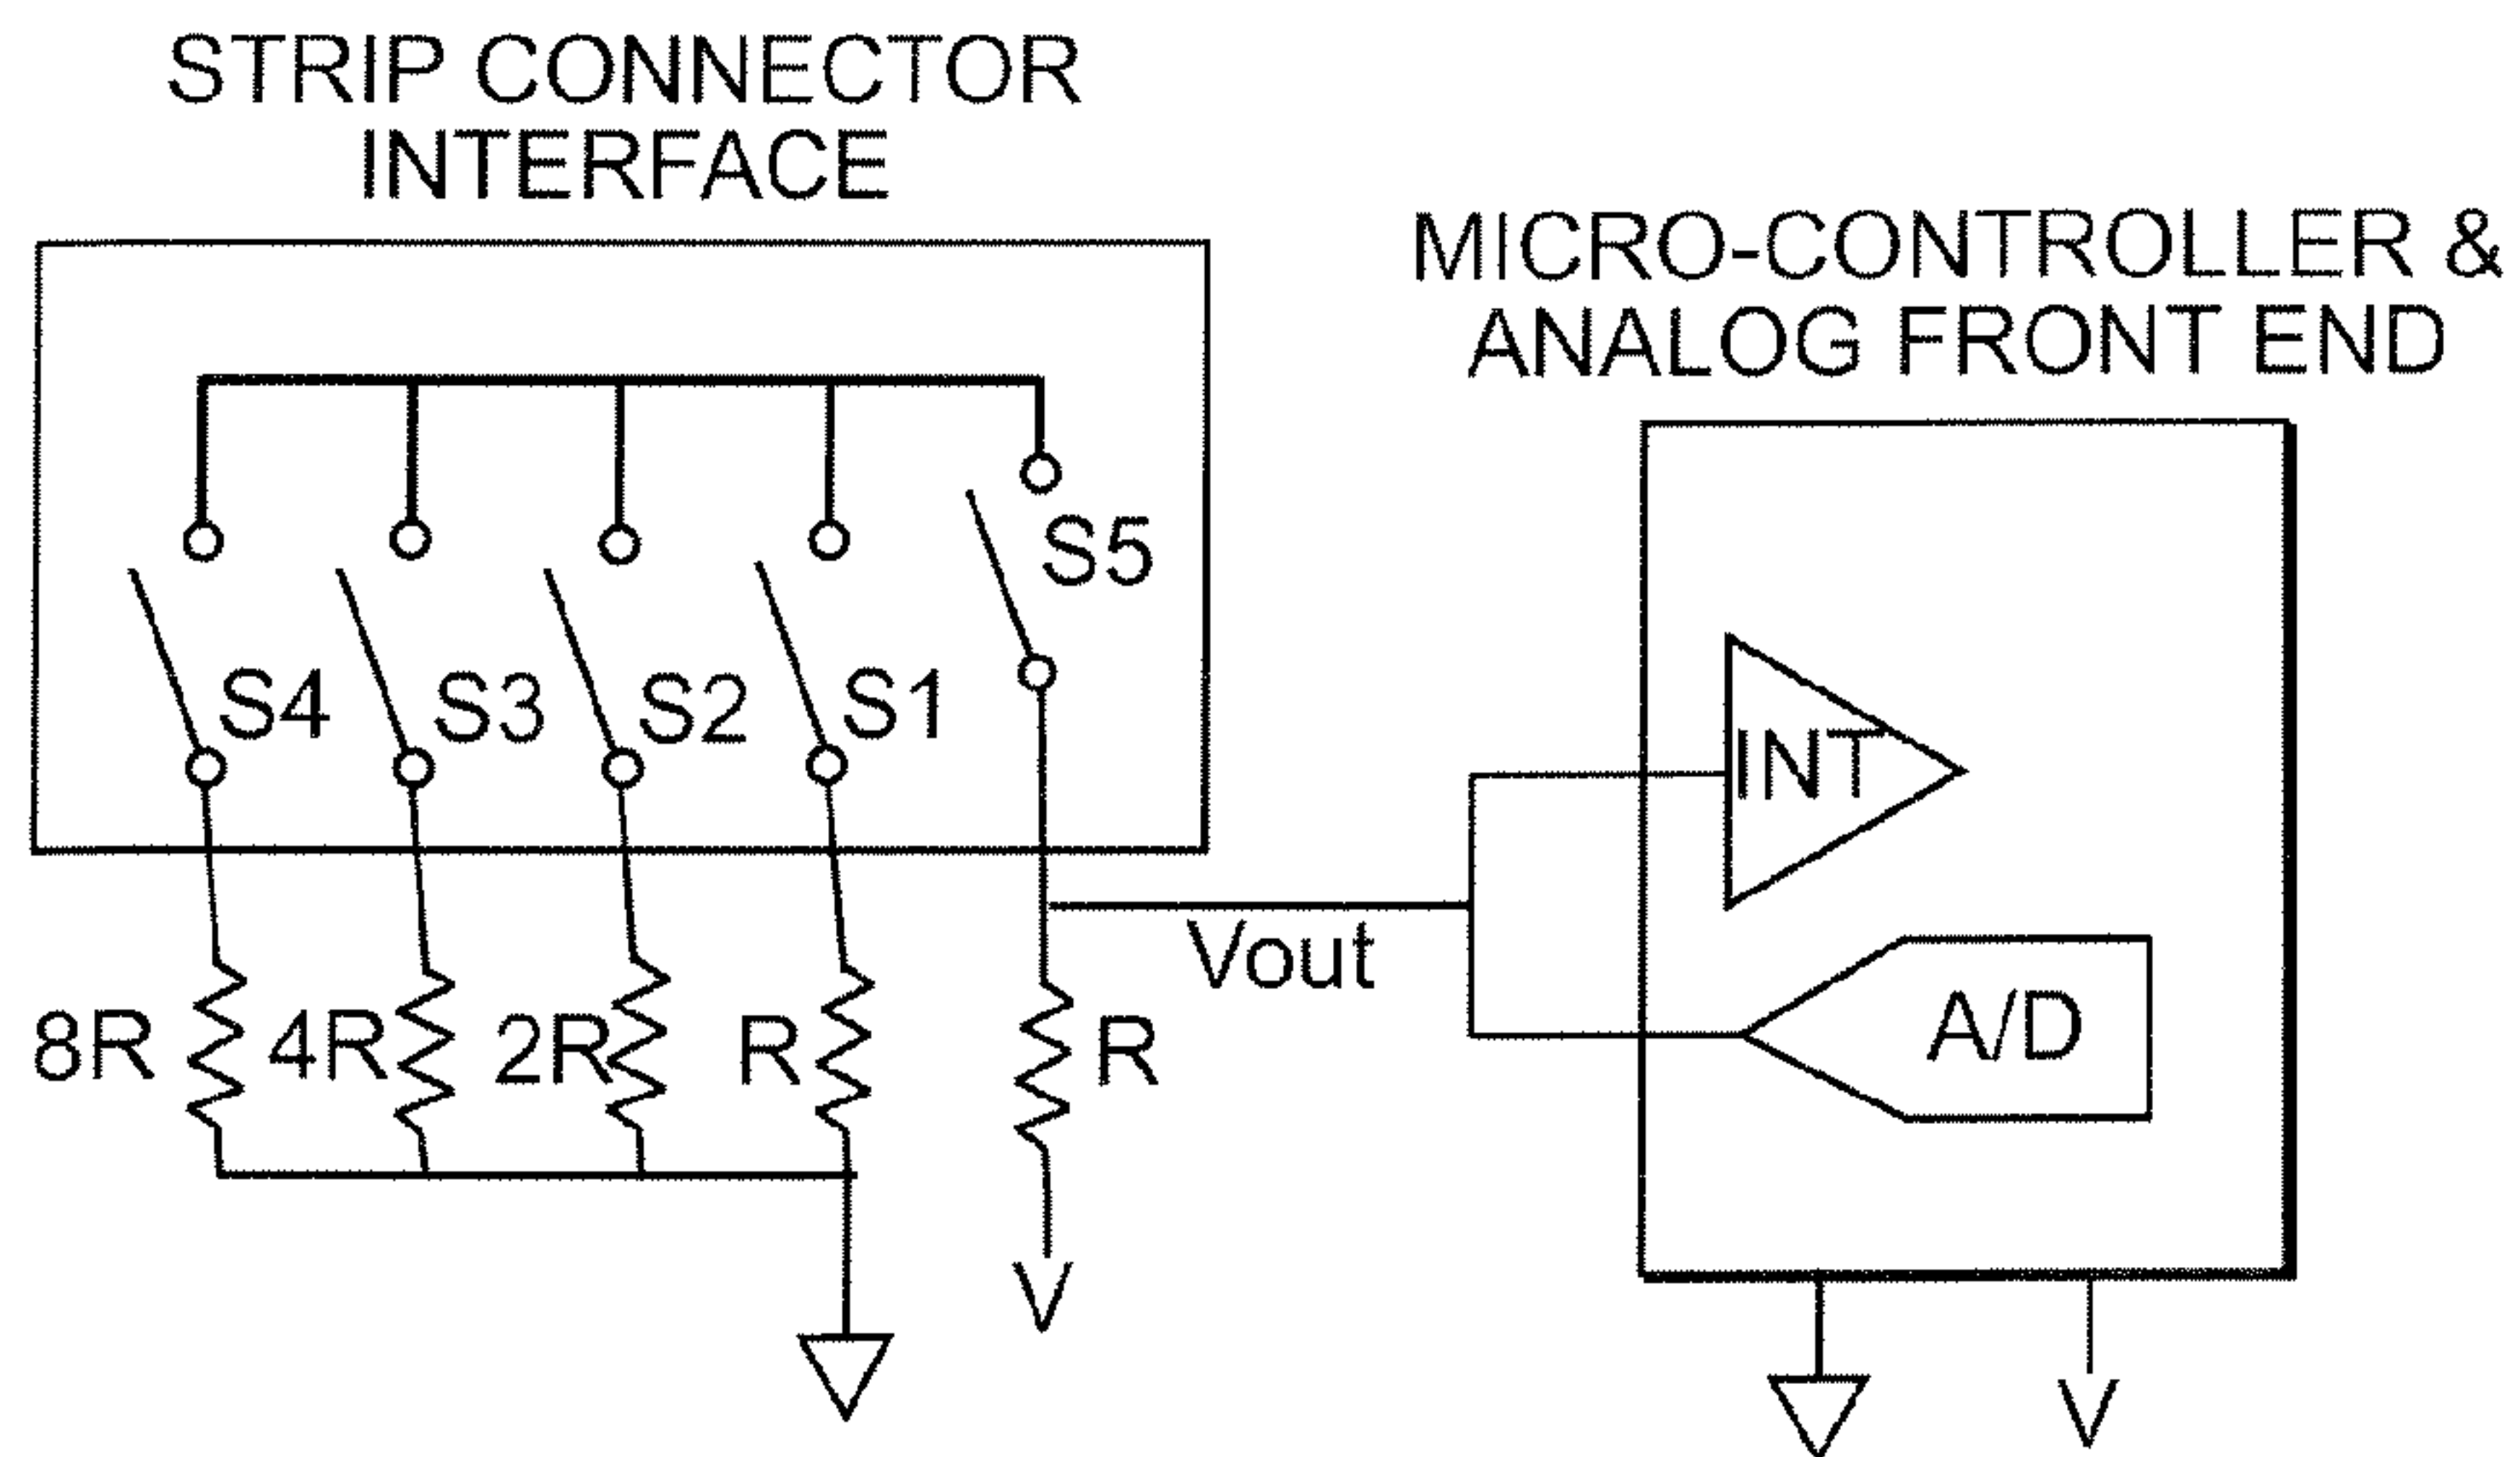 STRIP CONNECTOR
INTERFACE
MICRO-CONTROLLER &
ANALOG FRONT END
S5
S4 S3 S2 S1
INT
Vout
8R 4R 2R R R
A/D
V
V